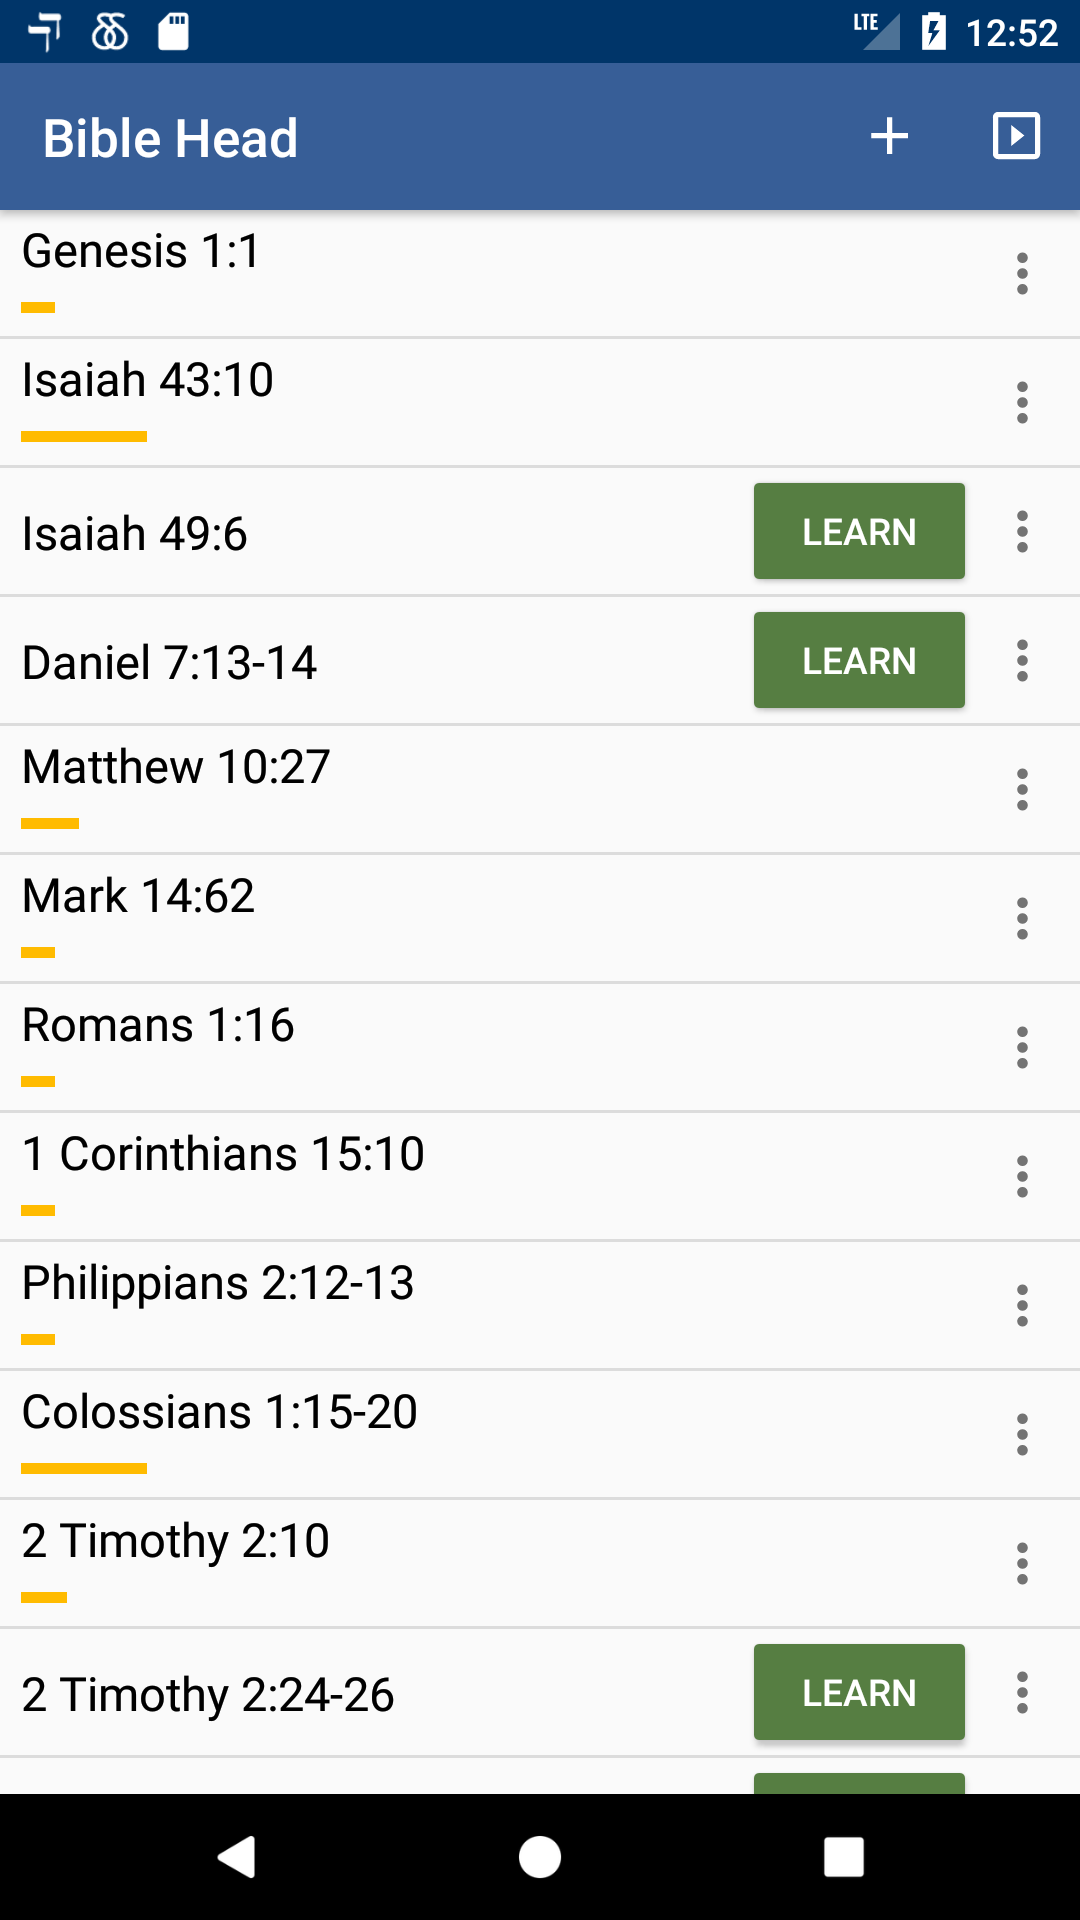 LTE 12:52
Bible Head
Genesis 1:1
Isaiah 43:10
Isaiah 49:6 LEARN
Daniel 7:13-14 LEARN
Matthew 10:27
Mark 14:62
Romans 1:16
1 Corinthians 15:10
Philippians 2:12-13
Colossians 1:15-20
2 Timothy 2:10
2 Timothy 2:24-26 LEARN